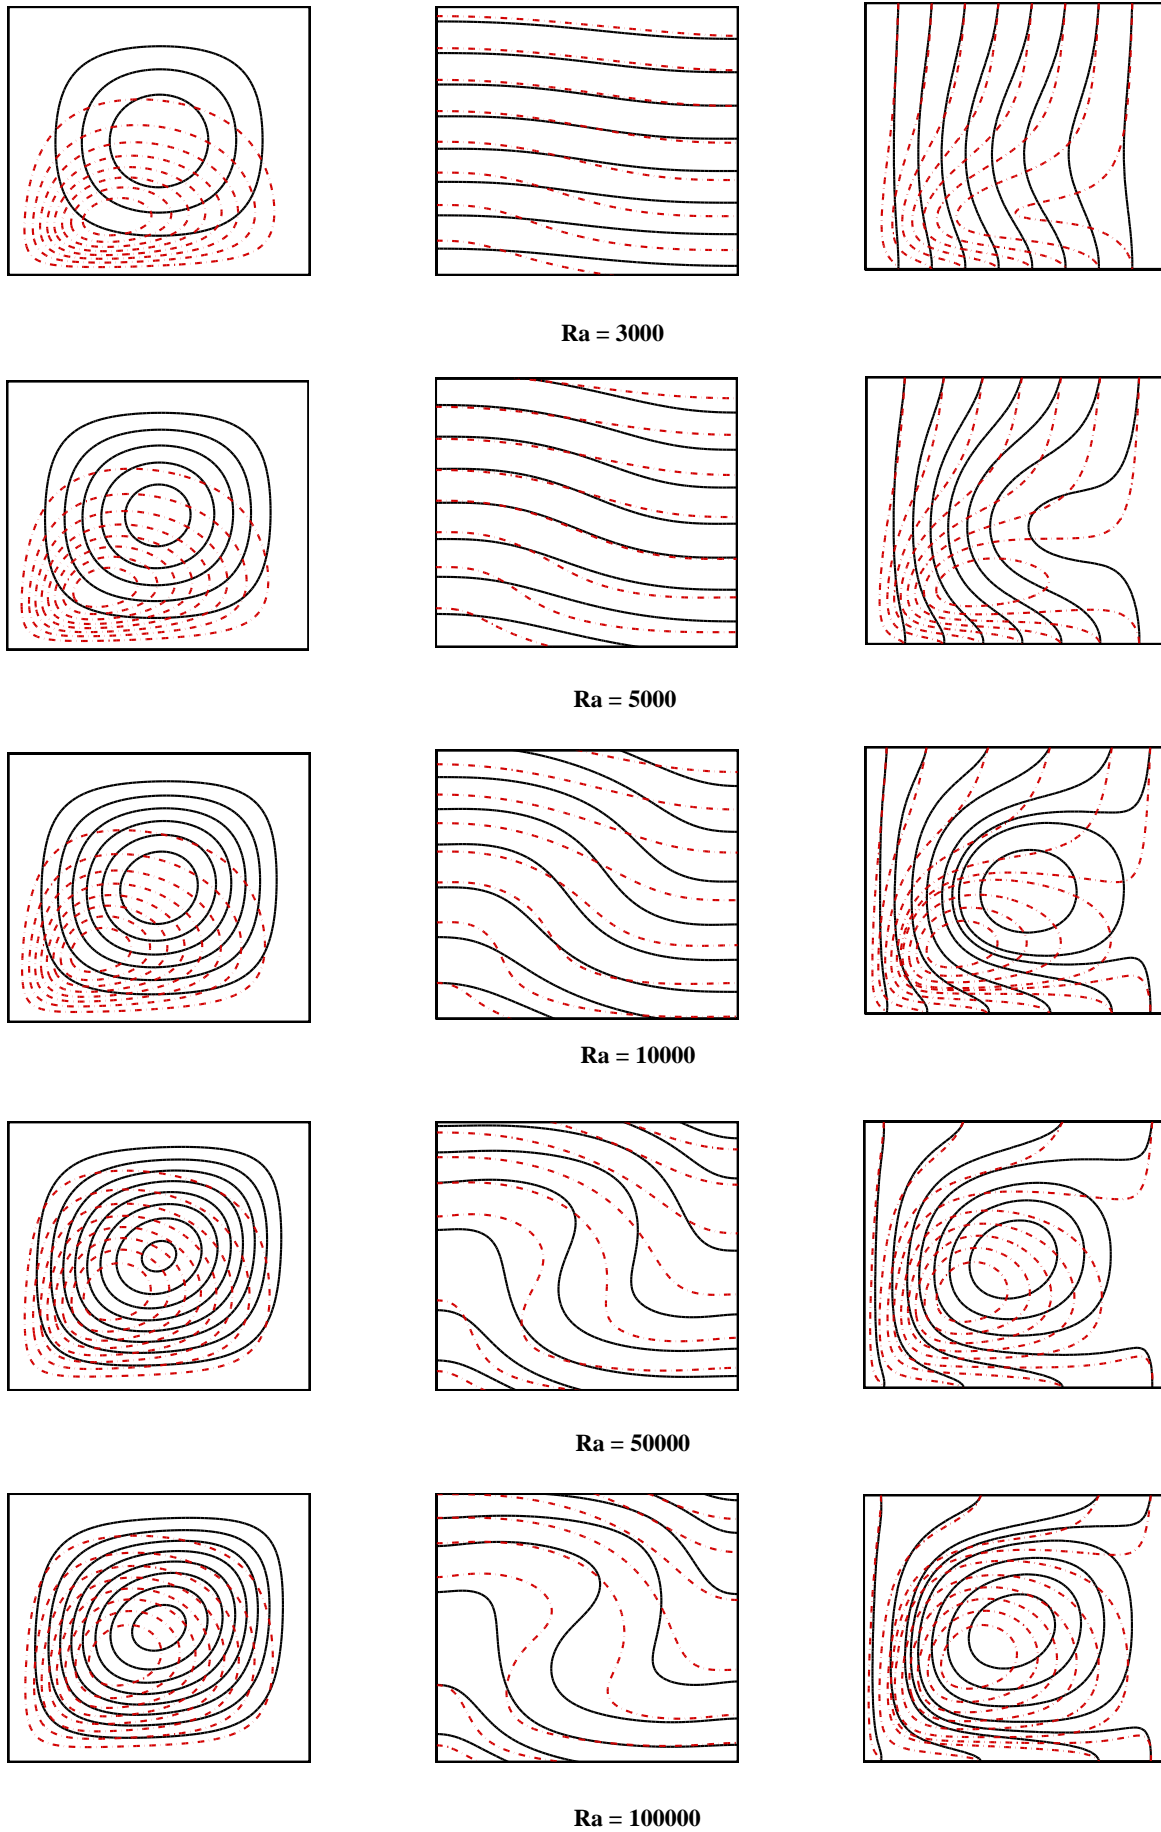 Ra = 3000
Ra = 5000
Ra = 10000
Ra = 50000
Ra = 100000